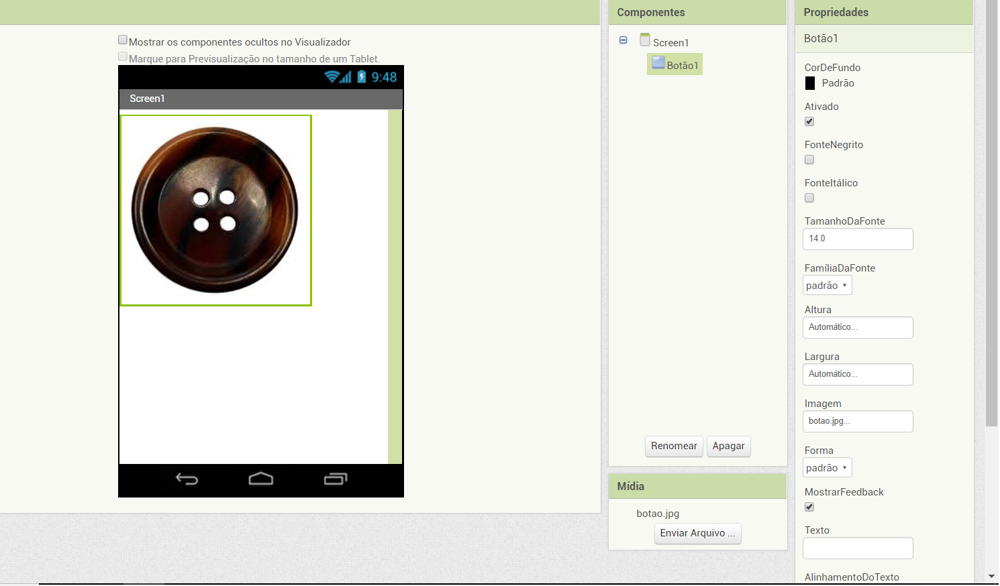 Mostrar os componentes ocultos no Visualizador
Marque para Previsualização no tamanho de um Tablet.
9:48
Screen1
Componentes
Screen1
Botão1
Renomear
Apagar
Mídia
botao.jpg
Enviar Arquivo ...
Propriedades
Botão1
CorDeFundo
Padrão
Ativado
FonteNegrito
FonteItálico
TamanhoDaFonte
14.0
FamíliaDaFonte
padrão
Altura
Automático...
Largura
Automático...
Imagem
botao.jpg...
Forma
padrão
MostrarFeedback
Texto
AlinhamentoDoTexto